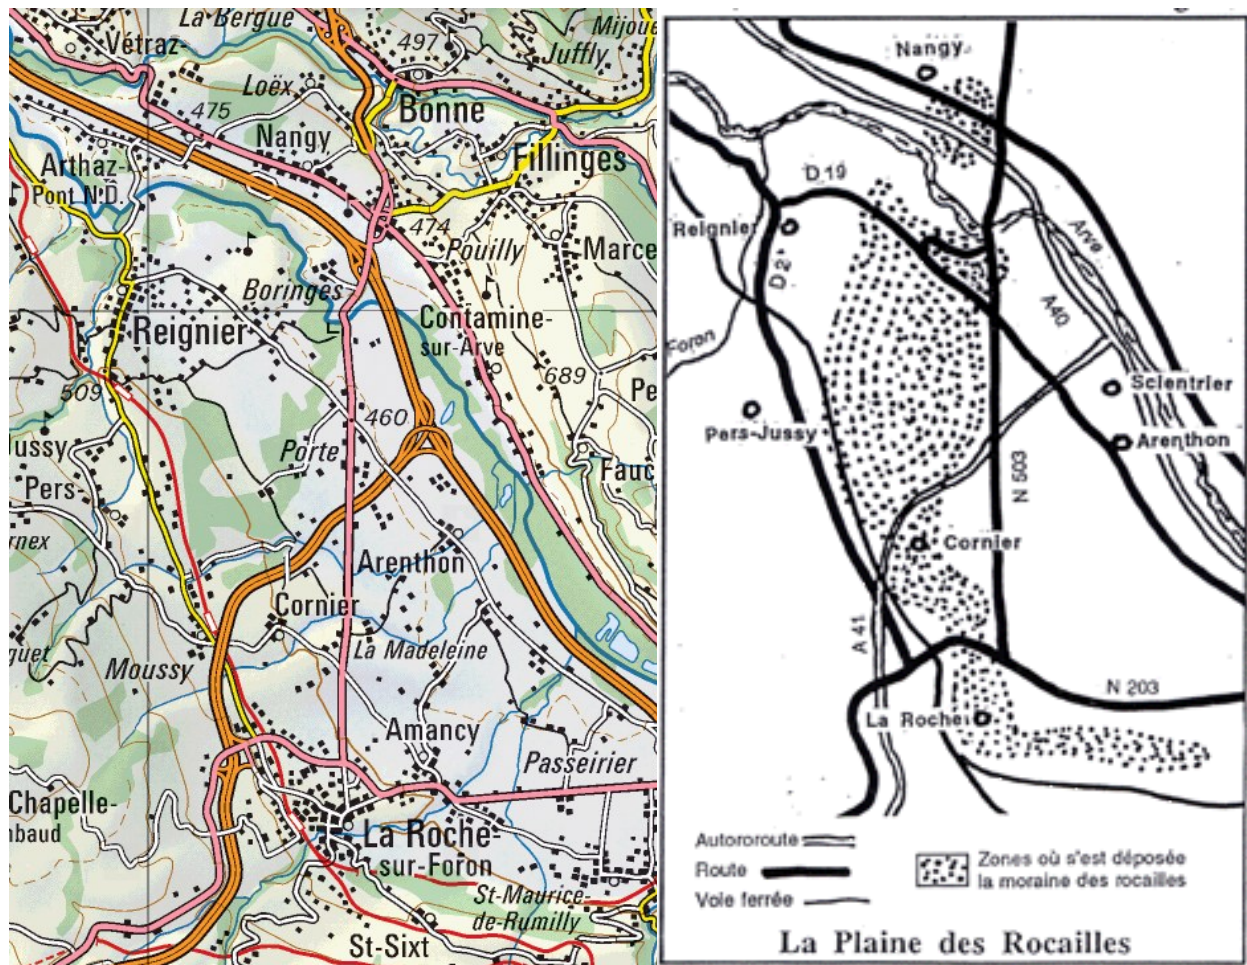 La Bergue
Mijoue
Vétraz-
497
Juffly
Loëx
Bonne
475
Nangy
Fillinges
Arthaz-
Pont N.D.
474
Pouilly
Marce
Boringes
Reignier
Contamine-
sur-Arve
689
509
Pe
460
Jussy
Porte
Fauc
Pers-
rnex
Arenthon
Cornier
guet
La Madeleine
Moussy
Amancy
Passeirier
Chapelle-
nbaud
La Roche-
sur-Foron
St-Maurice-
de-Rumilly
St-Sixt
Nangy
D 19
Reignier
Arve
D 2
A40
Foron
Scientrier
Pers-Jussy
Arenthon
N 503
Cornier
A 41
N 203
La Roche
Autororoute
Route
Voie ferrée
Zones où s'est déposée
la moraine des rocailles
La Plaine des Rocailles